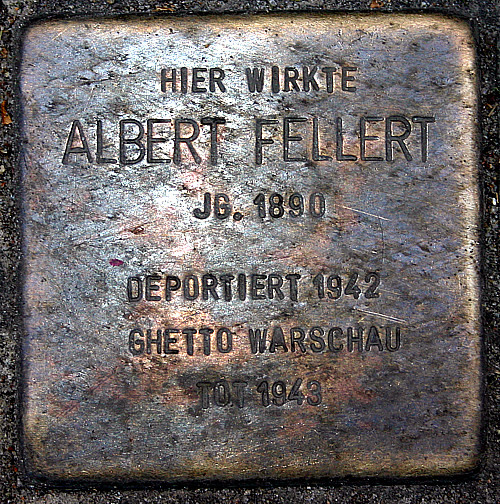 HIER WIRKTE
ALBERT FELLERT
JG. 1890
DEPORTIERT 1942
GHETTO WARSCHAU
TOT 1943